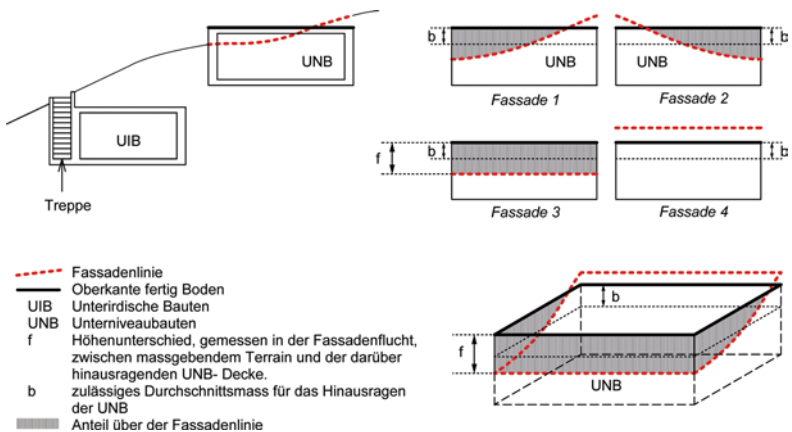 UNB
UIB
Treppe
b
UNB
Fassade 1
UNB
b
Fassade 2
f
b
Fassade 3
b
Fassade 4
Fassadenlinie
Oberkante fertig Boden
UIB Unterirdische Bauten
UNB Unterniveaubauten
f Höhenunterschied, gemessen in der Fassadenflucht,
zwischen massgebendem Terrain und der darüber
hinausragenden UNB- Decke.
b zulässiges Durchschnittsmass für das Hinausragen
der UNB
Anteil über der Fassadenlinie
b
f
UNB